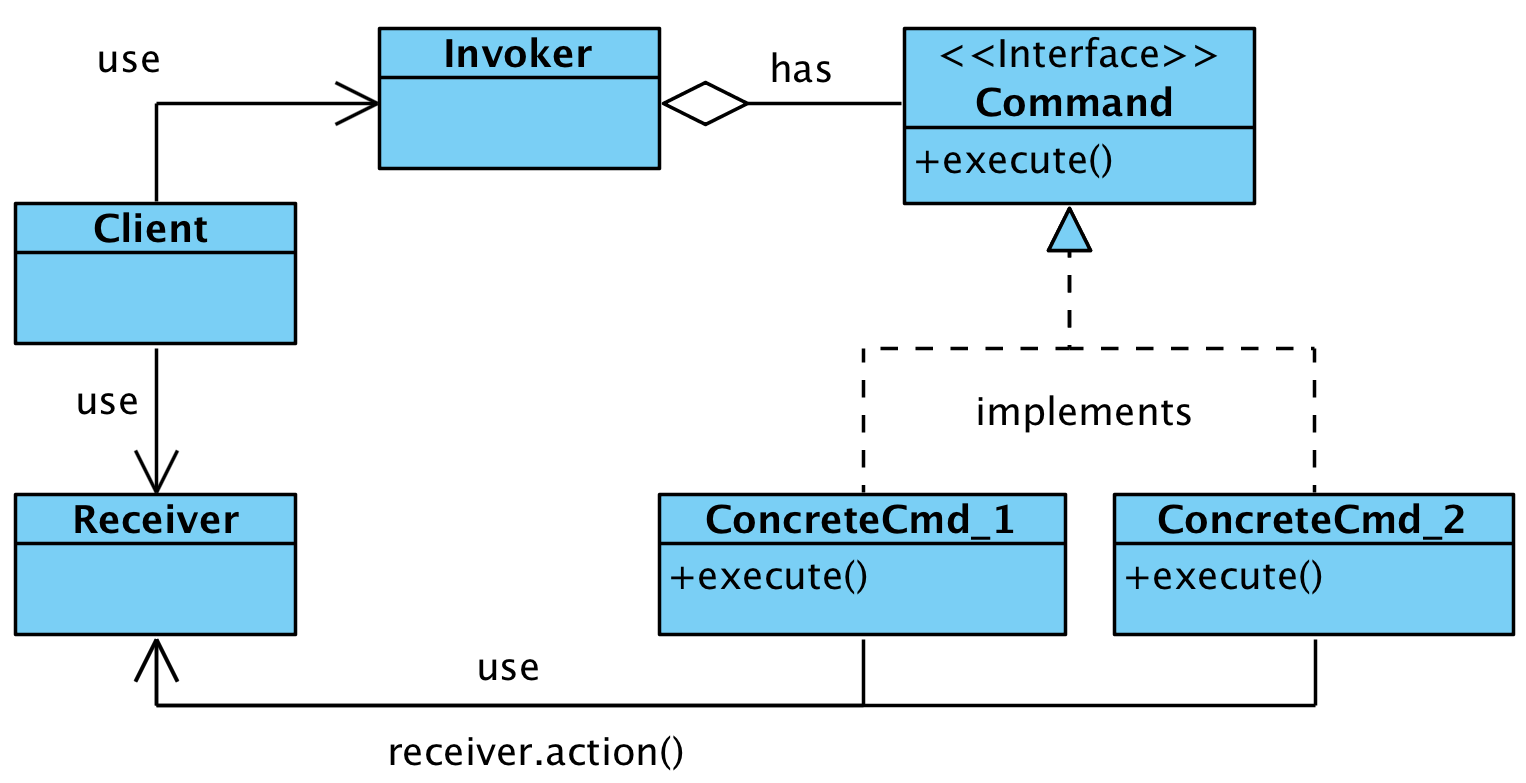 use
Invoker
has
<<Interface>>
Command
+execute()
Client
use
implements
Receiver
ConcreteCmd_1
+execute()
ConcreteCmd_2
+execute()
use
receiver.action()